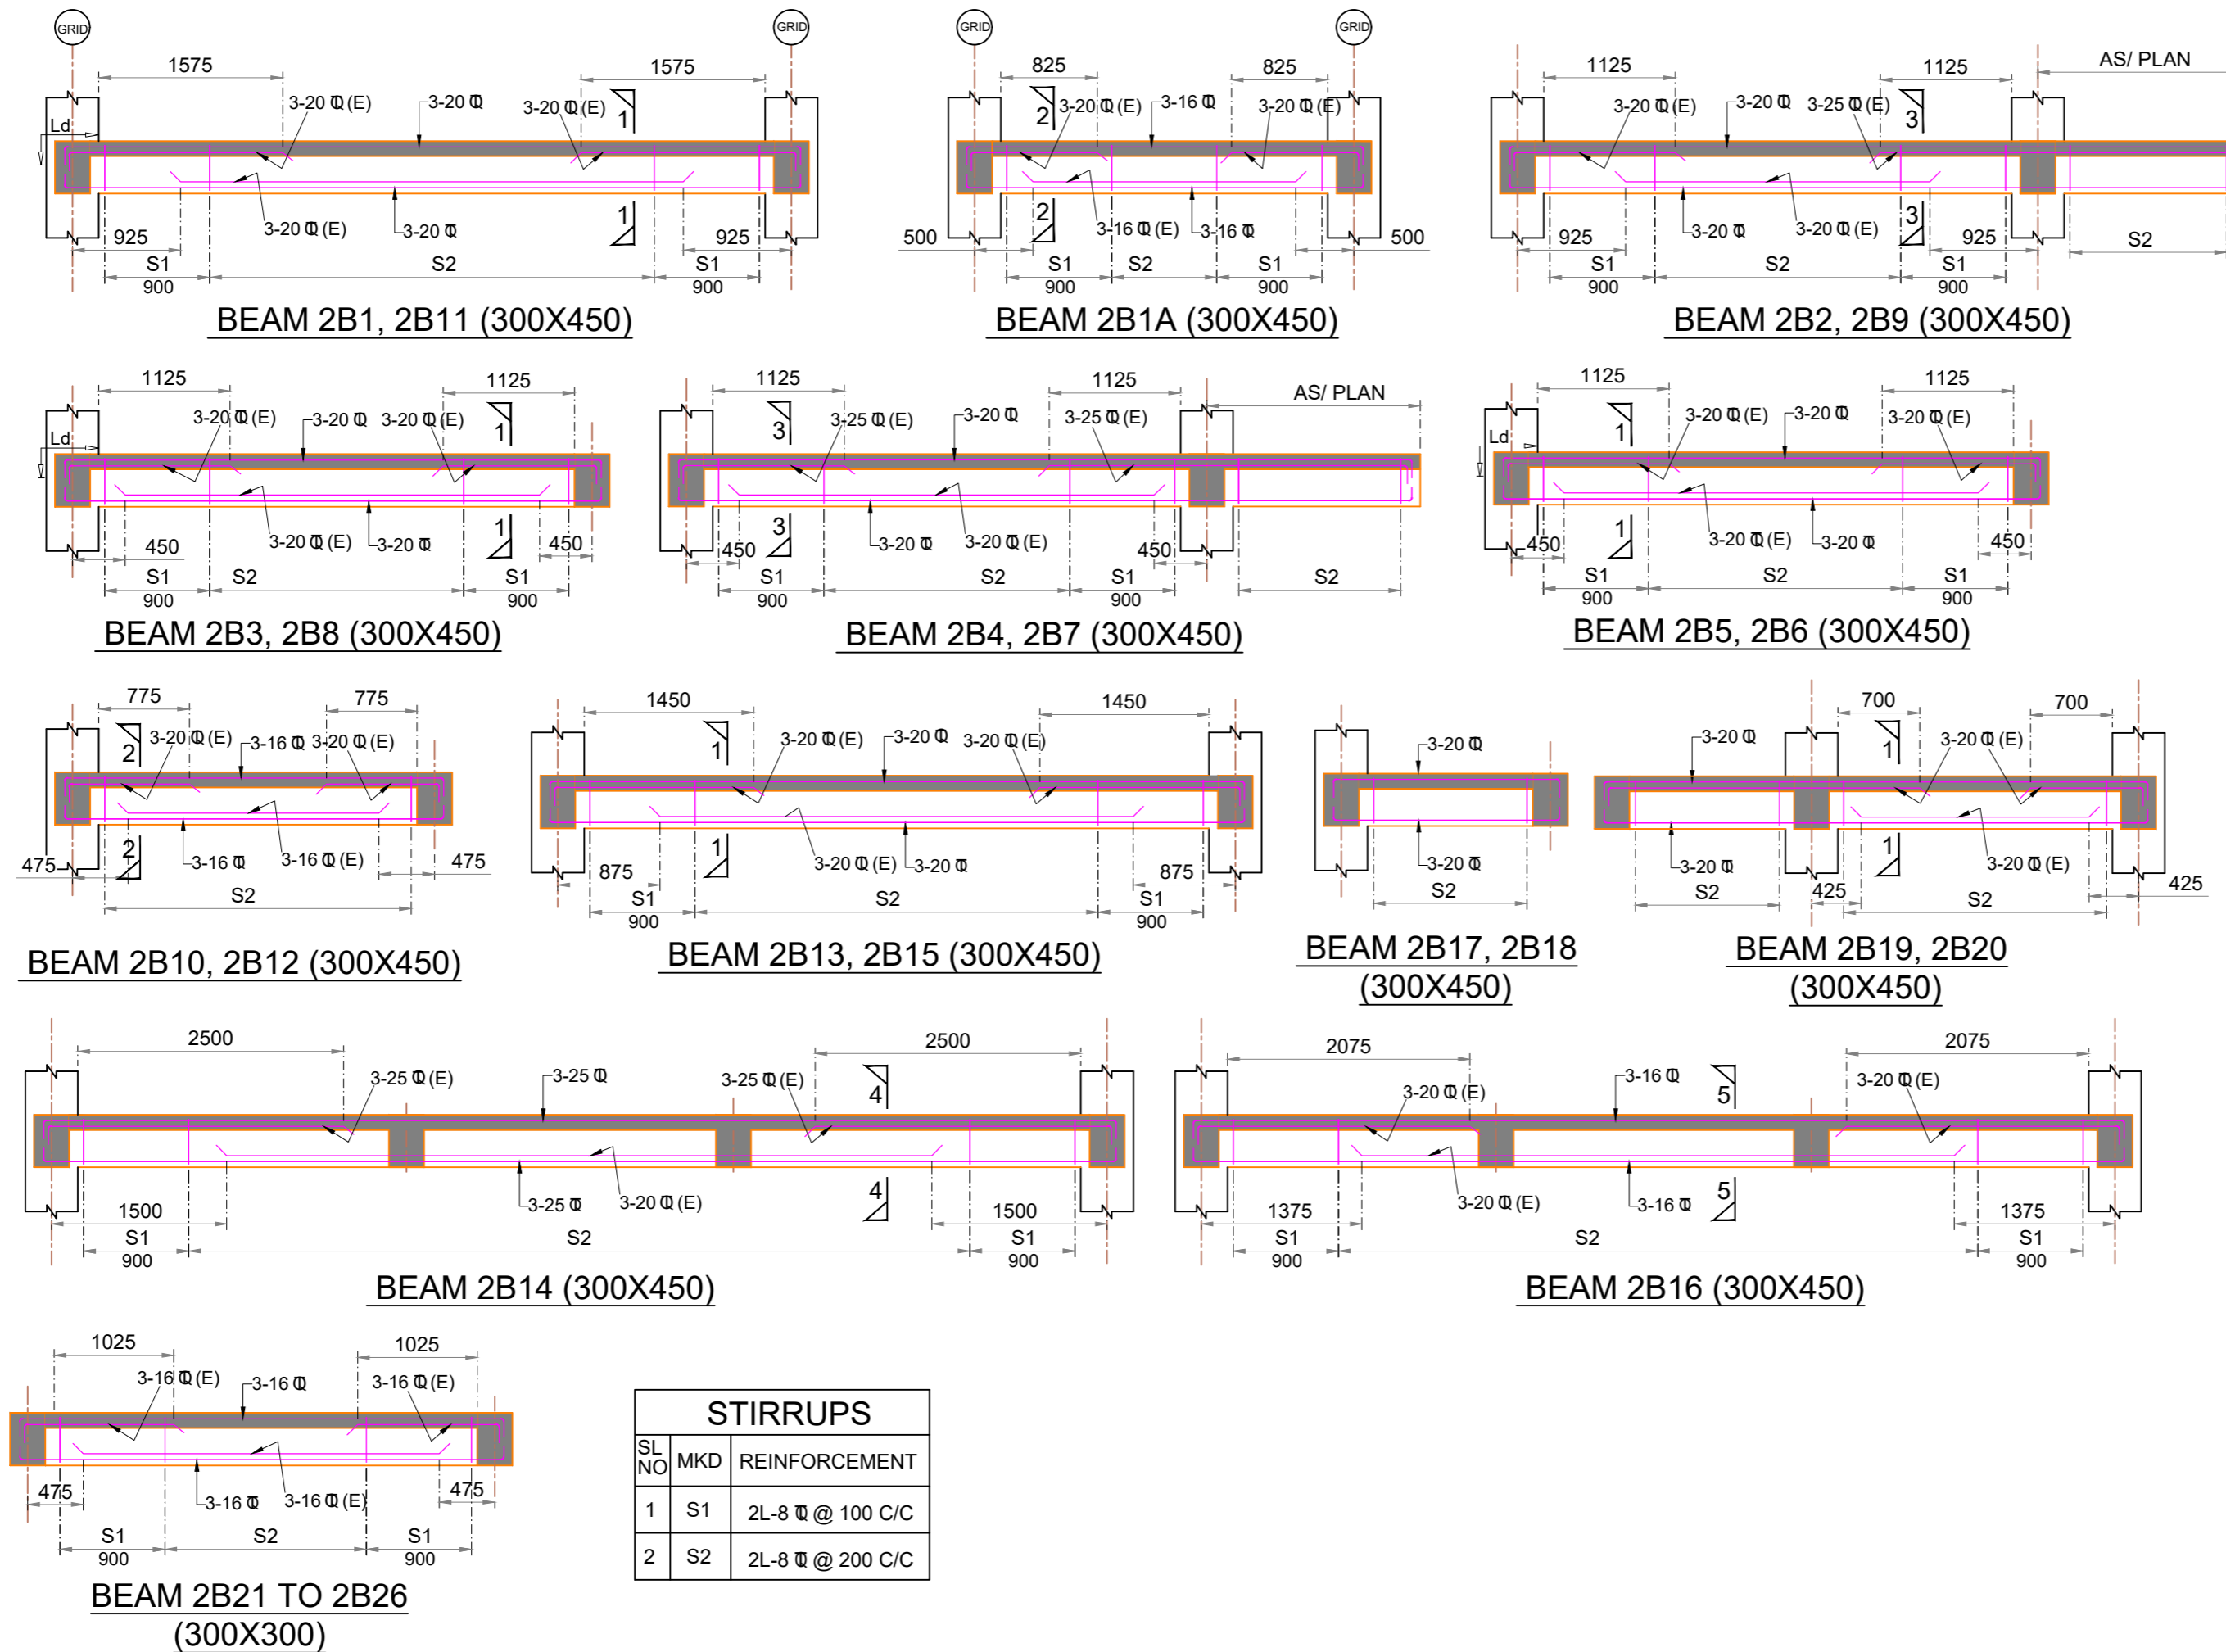 GRID
GRID
GRID
GRID
1575
1575
3-20 (E)
3-20
3-20 (E)
1
Ld
3-20 (E)
3-20
1
925
925
S1
S2
S1
900
900
BEAM 2B1, 2B11 (300X450)
825
825
2
3-20 (E)
3-16
3-20 (E)
2
3-16 (E)
3-16
500
500
S1
S2
S1
900
900
BEAM 2B1A (300X450)
AS/ PLAN
1125
1125
3-20 (E)
3-20
3-25 (E)
3
3
925
3-20
3-20 (E)
925
S1
S2
S1
S2
900
900
BEAM 2B2, 2B9 (300X450)
1125
1125
3-20 (E)
3-20
3-20 (E)
1
Ld
3-20 (E)
3-20
1
450
450
S1
S2
S1
900
900
BEAM 2B3, 2B8 (300X450)
1125
1125
AS/ PLAN
3
3-25 (E)
3-20
3-25 (E)
3
450
3-20
3-20 (E)
450
S1
S2
S1
S2
900
900
BEAM 2B4, 2B7 (300X450)
1125
1125
1
3-20 (E)
3-20
3-20 (E)
Ld
1
3-20 (E)
3-20
450
450
S1
S2
S1
900
900
BEAM 2B5, 2B6 (300X450)
775
775
2
3-20 (E)
3-16
3-20 (E)
2
3-16
3-16 (E)
475
475
S2
BEAM 2B10, 2B12 (300X450)
1450
1450
1
3-20 (E)
3-20
3-20 (E)
1
3-20 (E)
3-20
875
875
S1
S2
S1
900
900
BEAM 2B13, 2B15 (300X450)
3-20
3-20
S2
BEAM 2B17, 2B18
(300X450)
700
700
3-20
1
3-20 (E)
3-20
1
3-20 (E)
S2
425
S2
425
BEAM 2B19, 2B20
(300X450)
2500
2500
3-25 (E)
3-25
3-25 (E)
4
3-25
3-20 (E)
4
1500
1500
S1
S2
S1
900
900
BEAM 2B14 (300X450)
2075
2075
3-20 (E)
3-16
5
3-20 (E)
3-20 (E)
3-16
5
1375
1375
S1
S2
S1
900
900
BEAM 2B16 (300X450)
1025
1025
3-16 (E)
3-16
3-16 (E)
475
3-16
3-16 (E)
475
S1
S2
S1
900
900
BEAM 2B21 TO 2B26
(300X300)
STIRRUPS
SL NO MKD REINFORCEMENT
1 S1 2L-8 @ 100 C/C
2 S2 2L-8 @ 200 C/C